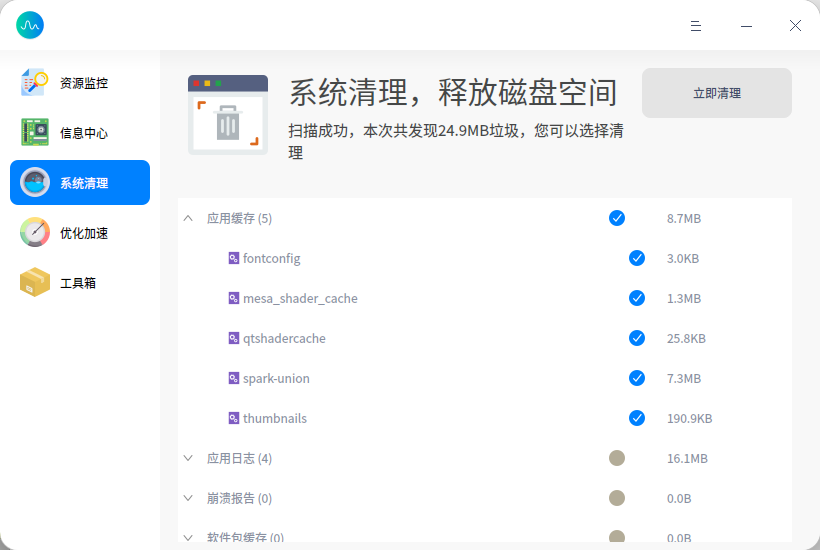 资源监控
信息中心
系统清理
优化加速
工具箱
系统清理，释放磁盘空间
扫描成功，本次共发现24.9MB垃圾，您可以选择清
理
立即清理
应用缓存 (5) 8.7MB
fontconfig 3.0KB
mesa_shader_cache 1.3MB
qtshadercache 25.8KB
spark-union 7.3MB
thumbnails 190.9KB
应用日志 (4) 16.1MB
崩溃报告 (0) 0.0B
软件包缓存 (0) 0.0B